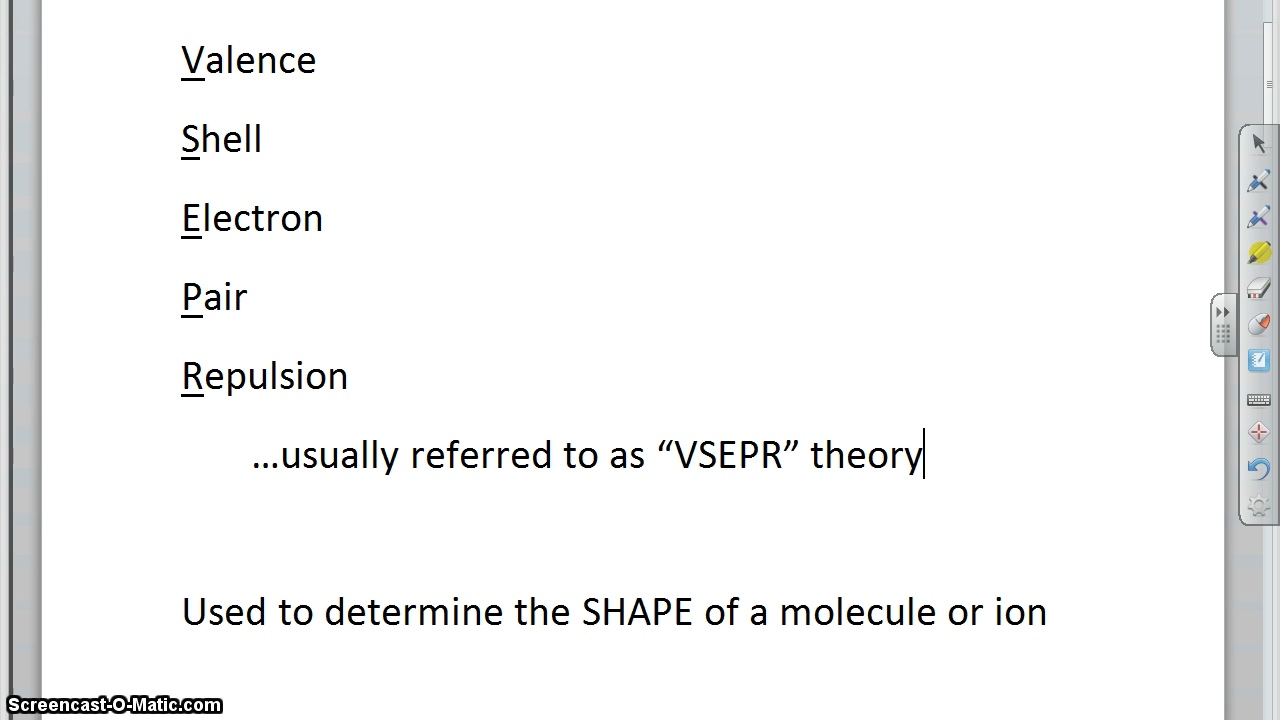 Valence
Shell
Electron
Pair
Repulsion
...usually referred to as “VSEPR” theory
Used to determine the SHAPE of a molecule or ion
Screencast-O-Matic.com